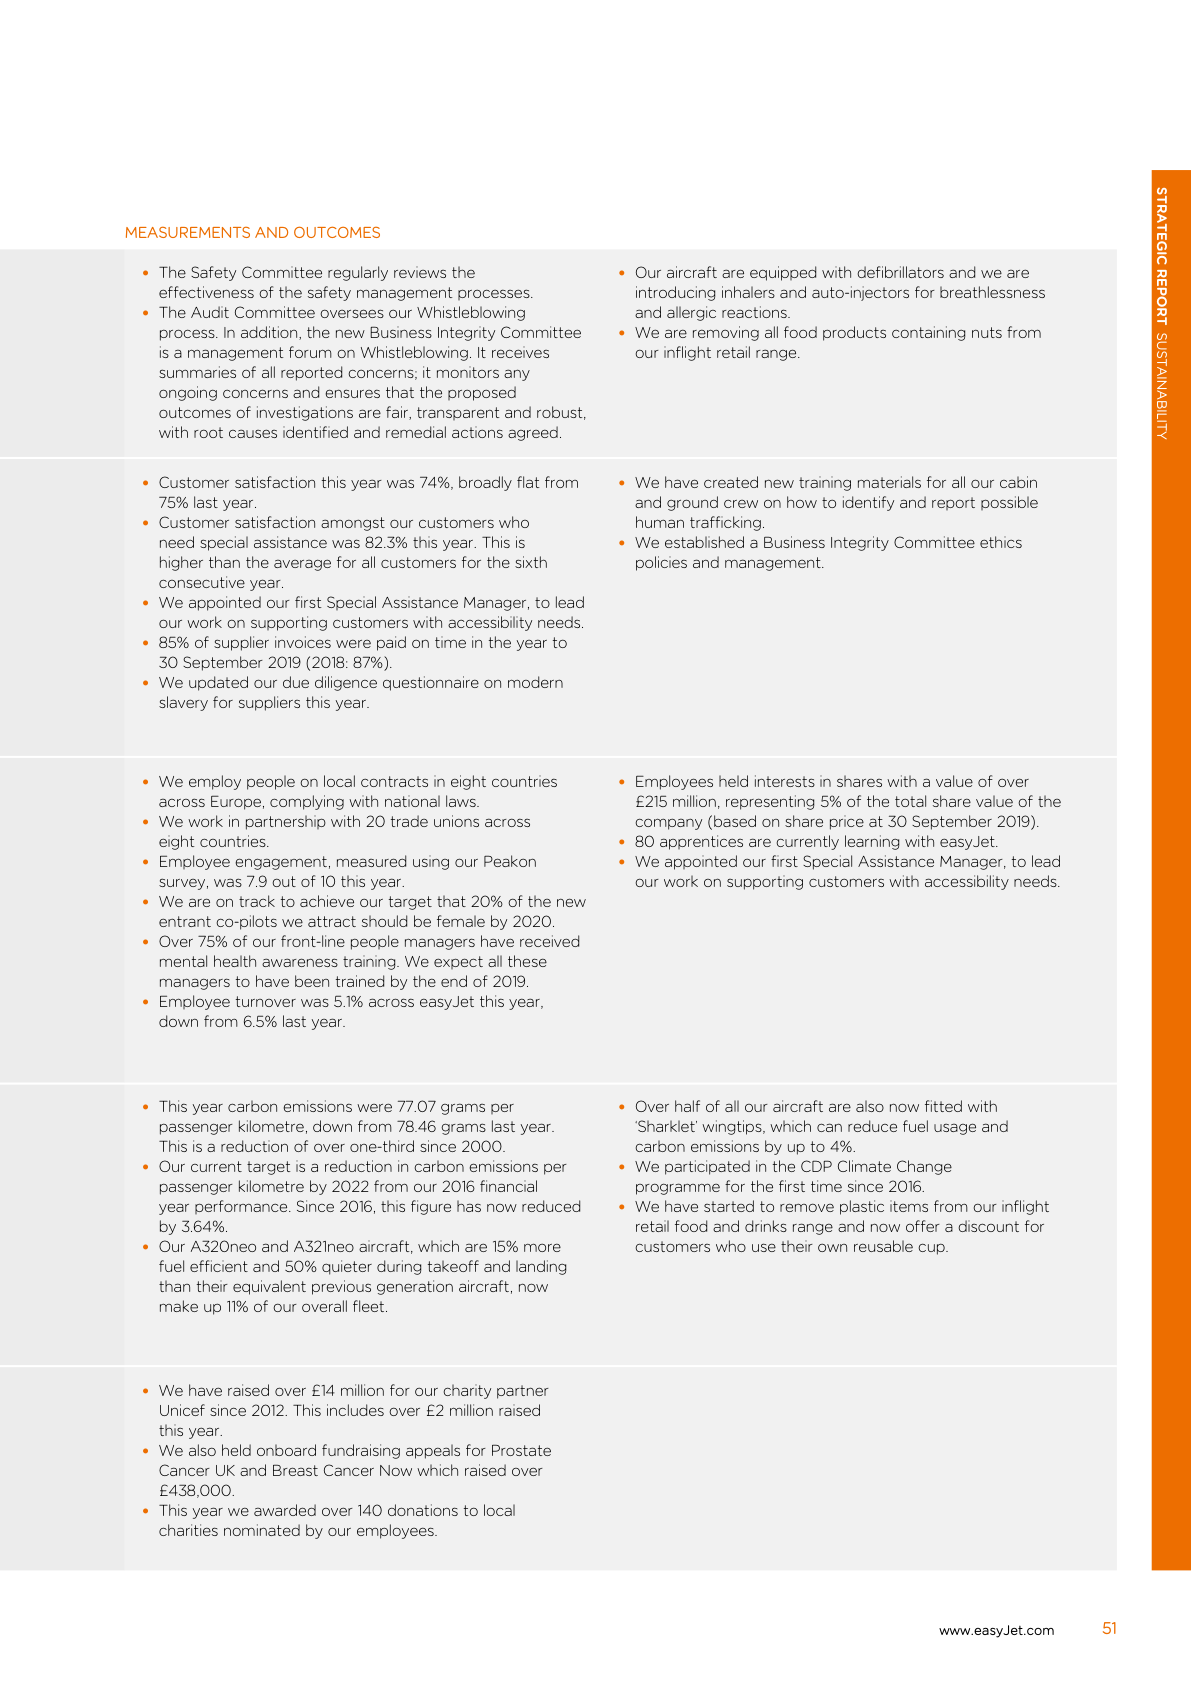 MEASUREMENTS AND OUTCOMES
• The Safety Committee regularly reviews the
effectiveness of the safety management processes.
• The Audit Committee oversees our Whistleblowing
process. In addition, the new Business Integrity Committee
is a management forum on Whistleblowing. It receives
summaries of all reported concerns; it monitors any
ongoing concerns and ensures that the proposed
outcomes of investigations are fair, transparent and robust,
with root causes identified and remedial actions agreed.
• Our aircraft are equipped with defibrillators and we are
introducing inhalers and auto-injectors for breathlessness
and allergic reactions.
• We are removing all food products containing nuts from
our inflight retail range.
• Customer satisfaction this year was 74%, broadly flat from
75% last year.
• Customer satisfaction amongst our customers who
need special assistance was 82.3% this year. This is
higher than the average for all customers for the sixth
consecutive year.
• We appointed our first Special Assistance Manager, to lead
our work on supporting customers with accessibility needs.
• 85% of supplier invoices were paid on time in the year to
30 September 2019 (2018: 87%).
• We updated our due diligence questionnaire on modern
slavery for suppliers this year.
• We have created new training materials for all our cabin
and ground crew on how to identify and report possible
human trafficking.
• We established a Business Integrity Committee ethics
policies and management.
• We employ people on local contracts in eight countries
across Europe, complying with national laws.
• We work in partnership with 20 trade unions across
eight countries.
• Employee engagement, measured using our Peakon
survey, was 7.9 out of 10 this year.
• We are on track to achieve our target that 20% of the new
entrant co-pilots we attract should be female by 2020.
• Over 75% of our front-line people managers have received
mental health awareness training. We expect all these
managers to have been trained by the end of 2019.
• Employee turnover was 5.1% across easyJet this year,
down from 6.5% last year.
• Employees held interests in shares with a value of over
£215 million, representing 5% of the total share value of the
company (based on share price at 30 September 2019).
• 80 apprentices are currently learning with easyJet.
• We appointed our first Special Assistance Manager, to lead
our work on supporting customers with accessibility needs.
• This year carbon emissions were 77.07 grams per
passenger kilometre, down from 78.46 grams last year.
This is a reduction of over one-third since 2000.
• Our current target is a reduction in carbon emissions per
passenger kilometre by 2022 from our 2016 financial
year performance. Since 2016, this figure has now reduced
by 3.64%.
• Our A320neo and A321neo aircraft, which are 15% more
fuel efficient and 50% quieter during takeoff and landing
than their equivalent previous generation aircraft, now
make up 11% of our overall fleet.
• Over half of all our aircraft are also now fitted with
‘Sharklet’ wingtips, which can reduce fuel usage and
carbon emissions by up to 4%.
• We participated in the CDP Climate Change
programme for the first time since 2016.
• We have started to remove plastic items from our inflight
retail food and drinks range and now offer a discount for
customers who use their own reusable cup.
• We have raised over £14 million for our charity partner
Unicef since 2012. This includes over £2 million raised
this year.
• We also held onboard fundraising appeals for Prostate
Cancer UK and Breast Cancer Now which raised over
£438,000.
• This year we awarded over 140 donations to local
charities nominated by our employees.
STRATEGIC REPORT SUSTAINABILITY
www.easyJet.com 51